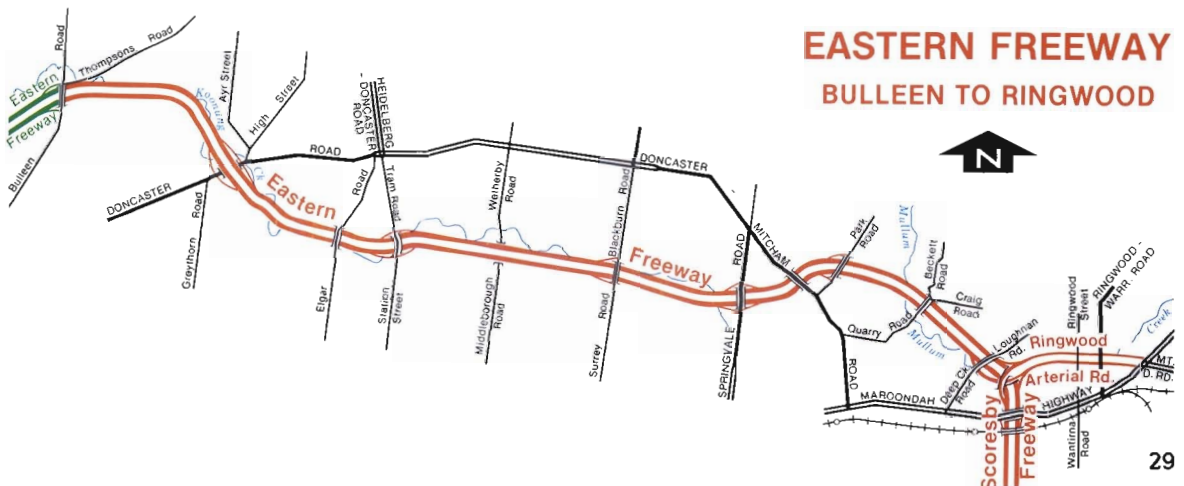 EASTERN FREEWAY
BULLEEN TO RINGWOOD
N
Road
Thompsons Road
Eastern
Freeway
Bulleen
Koonung
Ck
Ayr Street
High Street
DONCASTER
ROAD
Greythorn
Road
HEIDELBERG
- DONCASTER
ROAD
Eastern
Road
Elgar
Tram Road
Station
Street
Wetherby
Road
Middleborough
Road
Blackburn
Road
Surrey
Road
DONCASTER
Freeway
ROAD
SPRINGVALE
MITCHAM
ROAD
Park
Road
Mullum
Mullum
Beckett
Road
Craig
Road
Quarry Road
Loughnan
Rd.
Deep Ck.
Road
MAROONDAH
HIGHWAY
Ringwood
Arterial Rd.
Ringwood
Street
RINGWOOD -
WARR. ROAD
Creek
MT.
D. RD.
Scoresby
Freeway
Wantirna
Road
29